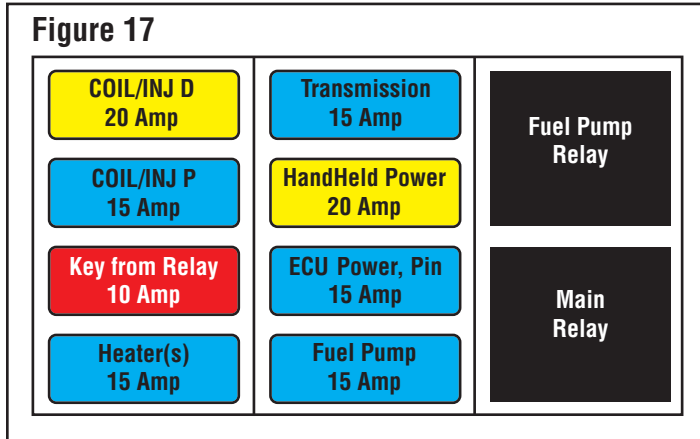 Figure 17
COIL/INJ D
20 Amp
COIL/INJ P
15 Amp
Key from Relay
10 Amp
Heater(s)
15 Amp
Transmission
15 Amp
HandHeld Power
20 Amp
ECU Power, Pin
15 Amp
Fuel Pump
15 Amp
Fuel Pump
Relay
Main
Relay